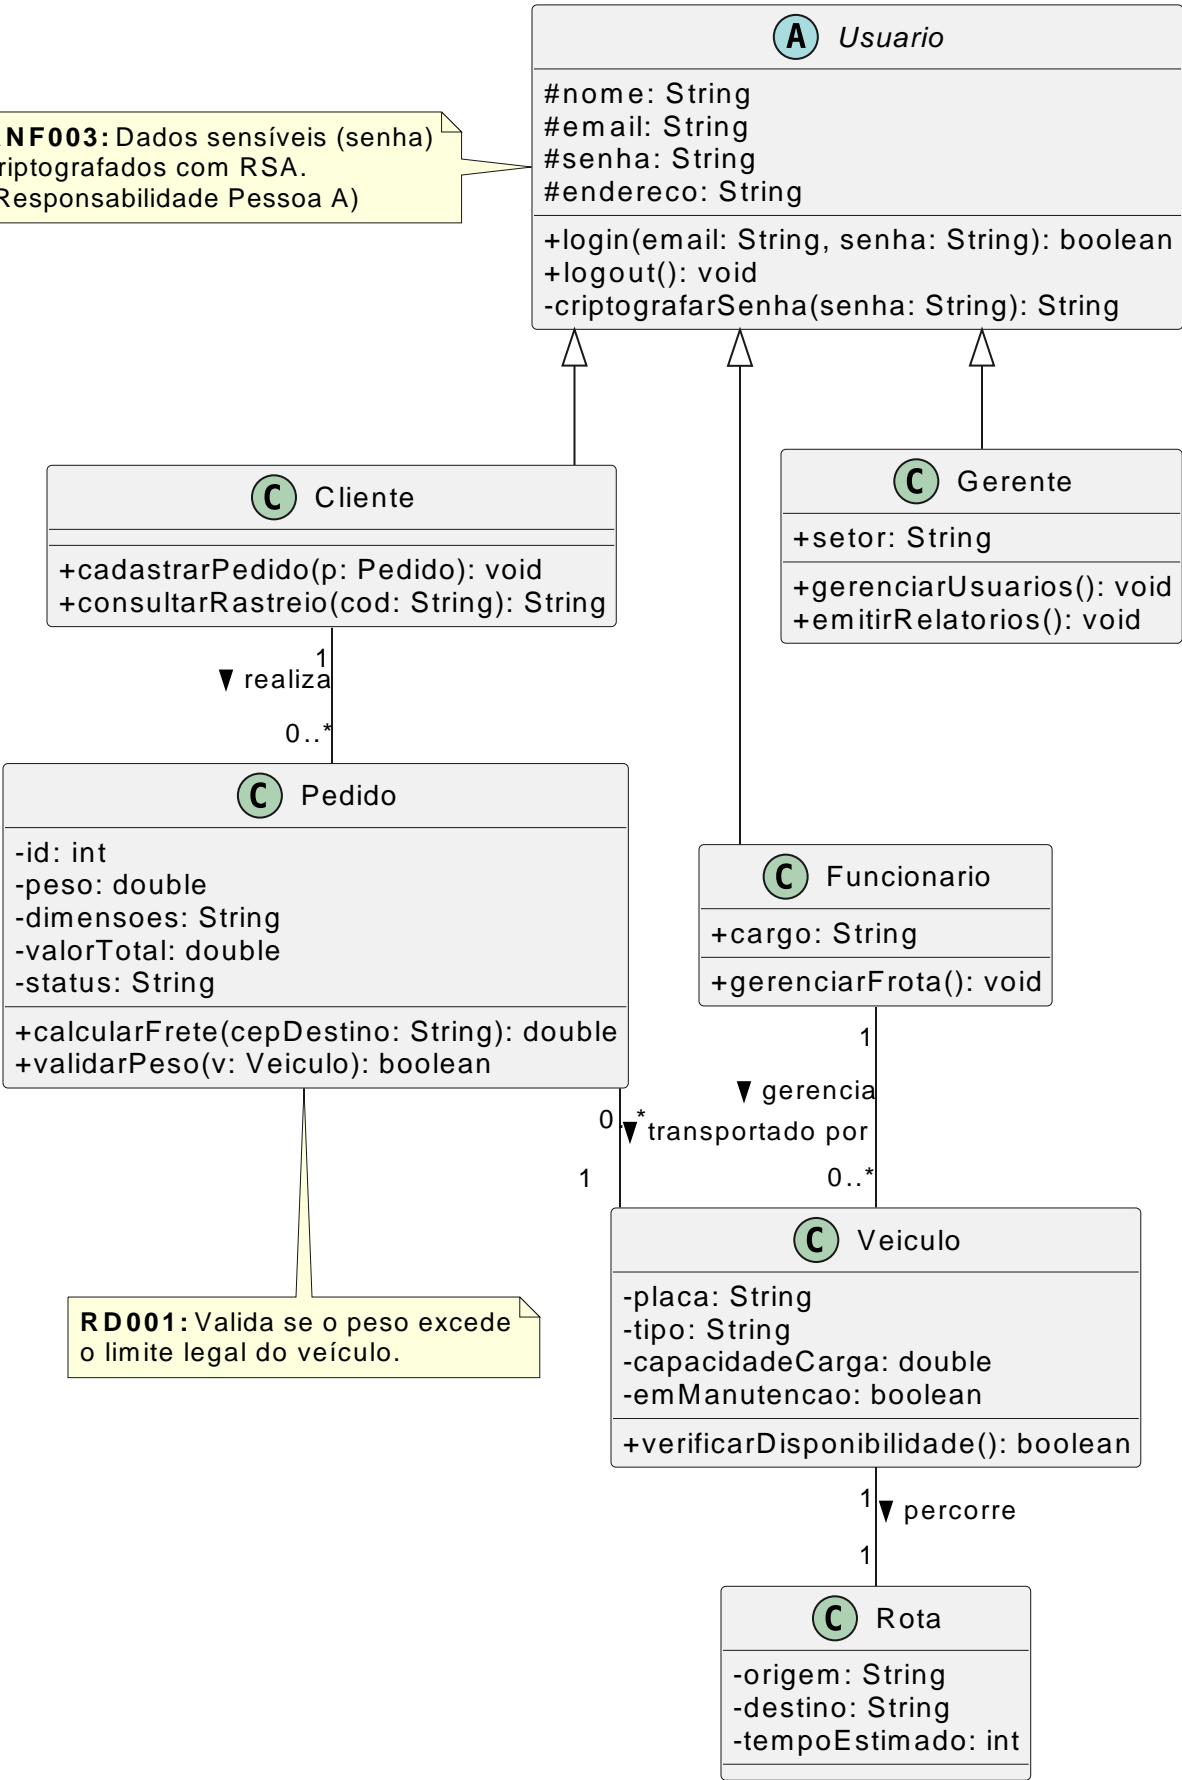 A Usuario
#nome: String
#email: String
#senha: String
#endereco: String
+login(email: String, senha: String): boolean
+logout(): void
-criptografarSenha(senha: String): String
NF003: Dados sensíveis (senha)
riptografados com RSA.
Responsabilidade Pessoa A)
C Cliente
+cadastrarPedido(p: Pedido): void
+consultarRastreio(cod: String): String
C Gerente
+setor: String
+gerenciarUsuarios(): void
+emitirRelatorios(): void
1
▼ realiza
0..*
C Pedido
-id: int
-peso: double
-dimensoes: String
-valorTotal: double
-status: String
+calcularFrete(cepDestino: String): double
+validarPeso(v: Veiculo): boolean
C Funcionario
+cargo: String
+gerenciarFrota(): void
1
▼ gerencia
0..*
0..*
▼ transportado por
1
RD001: Valida se o peso excede
o limite legal do veículo.
C Veiculo
-placa: String
-tipo: String
-capacidadeCarga: double
-emManutencao: boolean
+verificarDisponibilidade(): boolean
1
▼ percorre
1
C Rota
-origem: String
-destino: String
-tempoEstimado: int